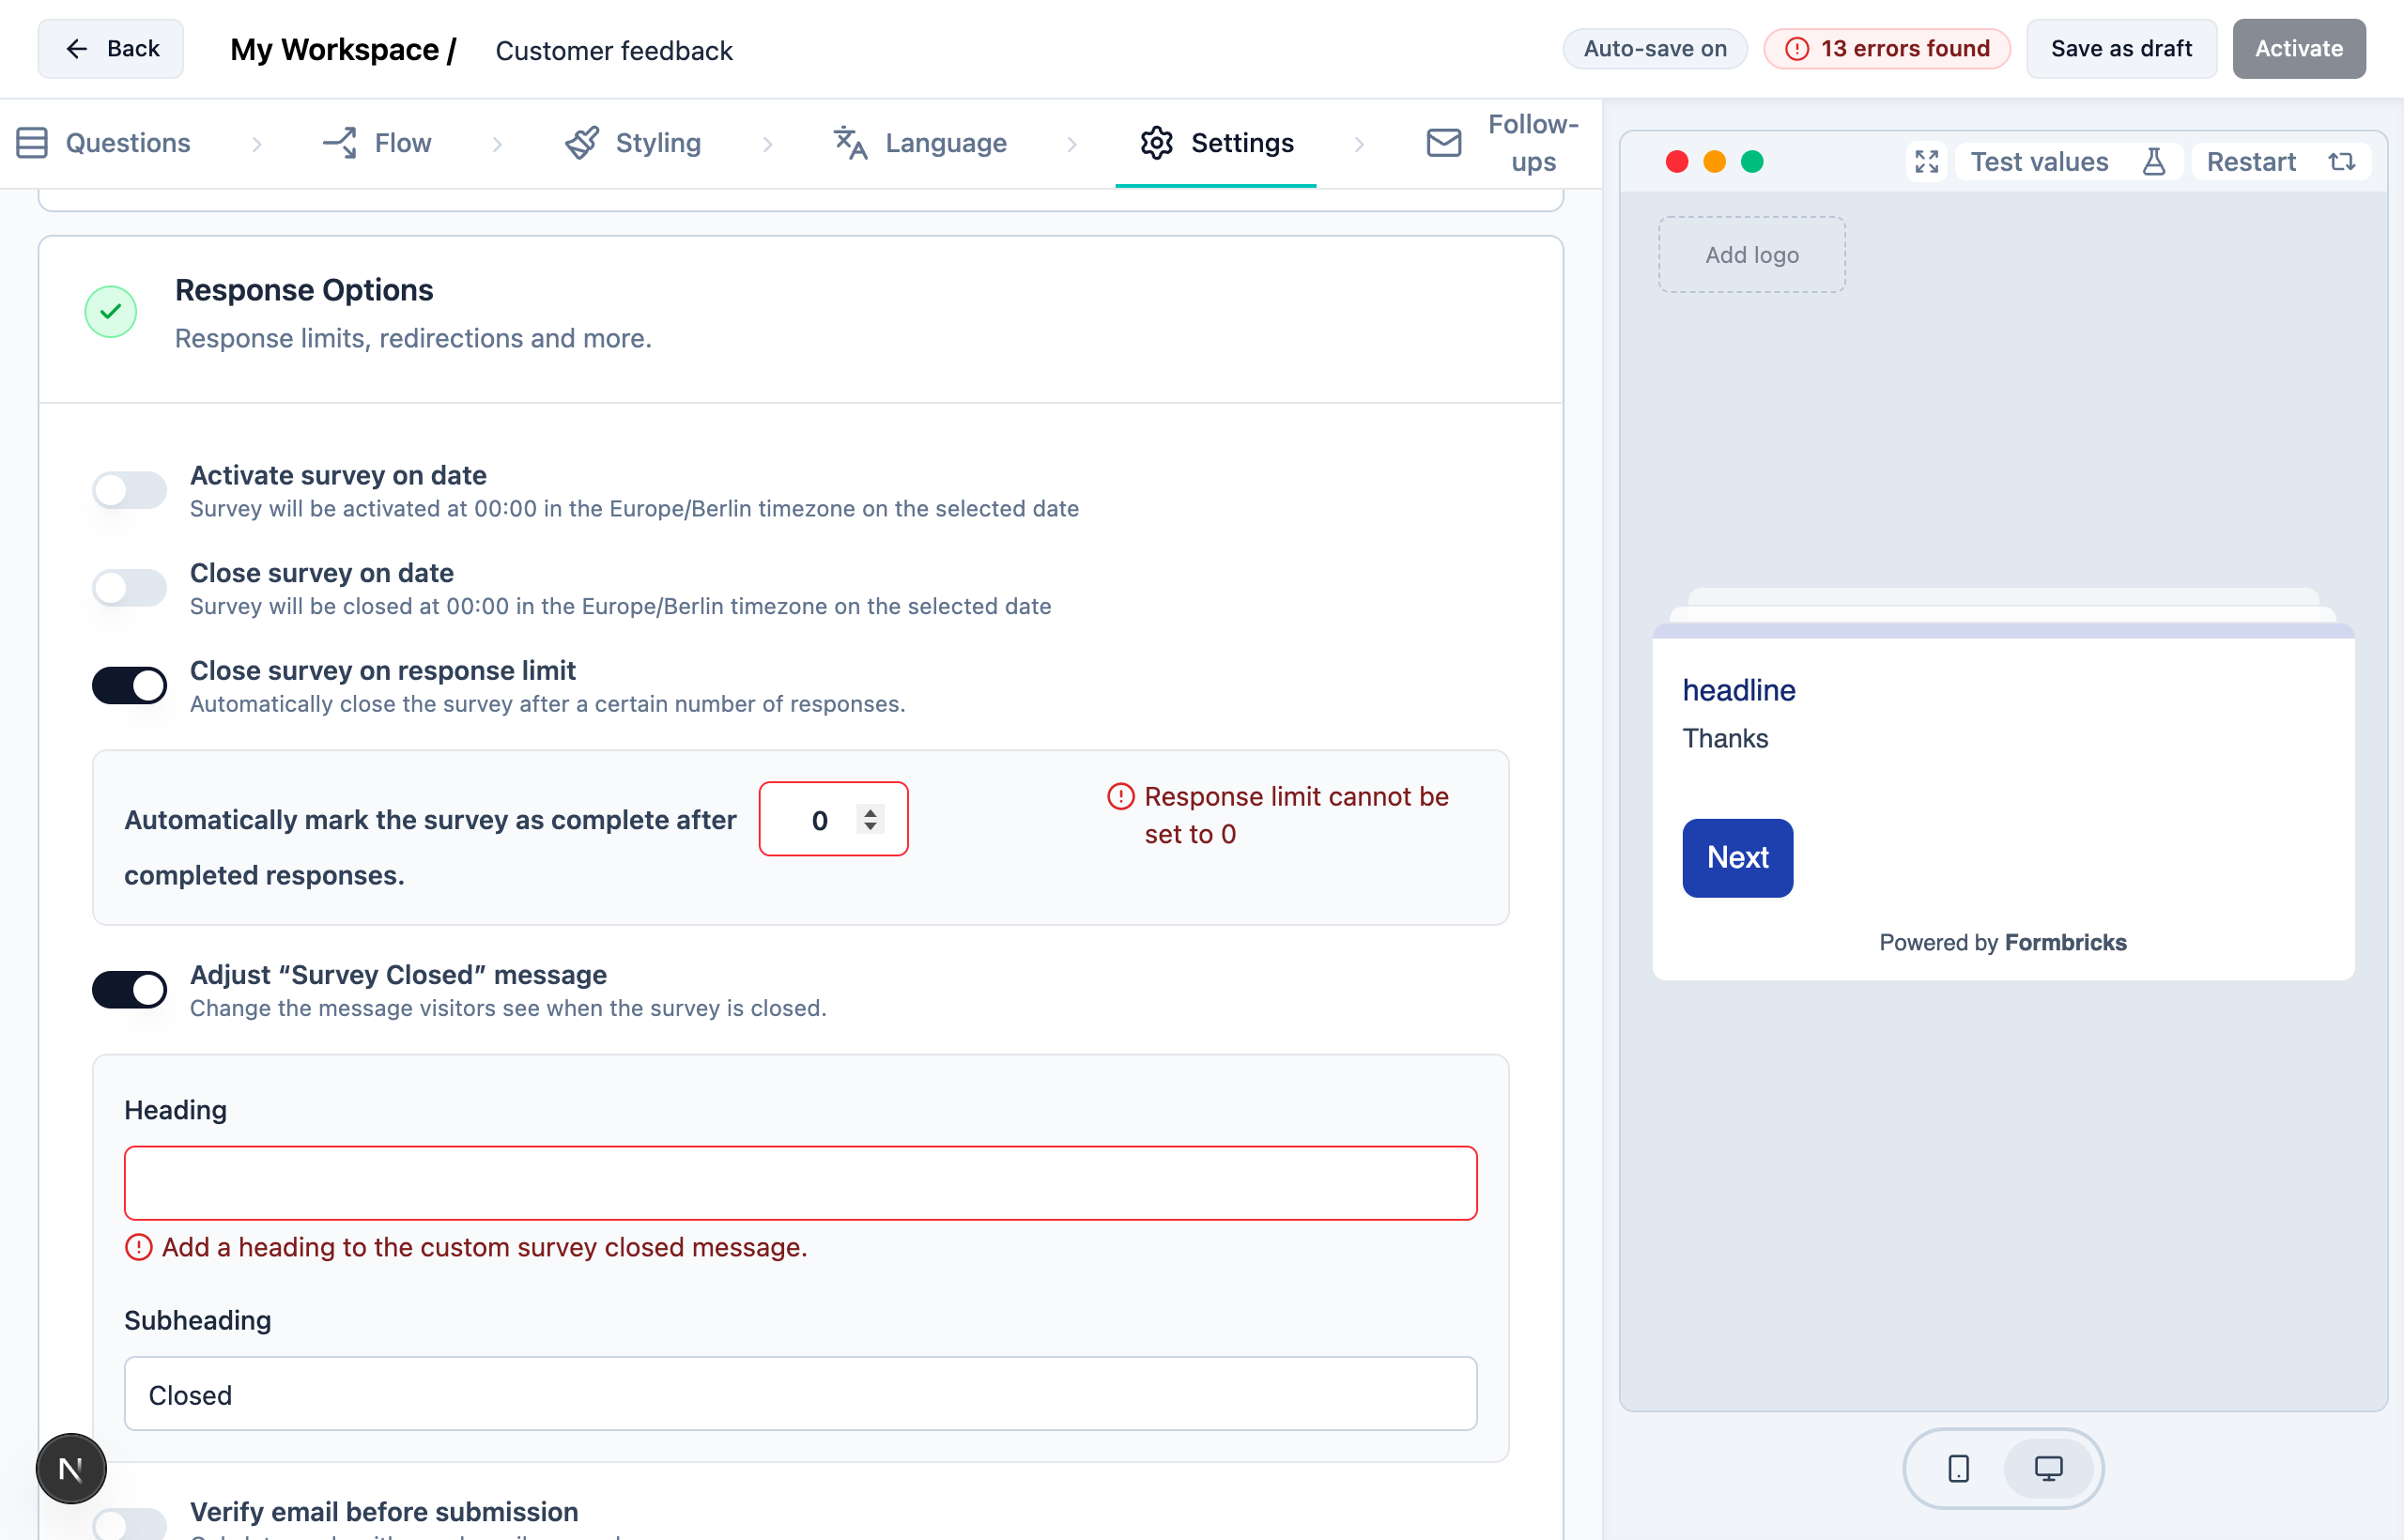 Back
My Workspace /
Customer feedback
Auto-save on
13 errors found
Save as draft
Activate
Questions
Flow
Styling
Language
Settings
Follow-
ups
Test values
Restart
Add logo
Response Options
Response limits, redirections and more.
Activate survey on date
Survey will be activated at 00:00 in the Europe/Berlin timezone on the selected date
Close survey on date
Survey will be closed at 00:00 in the Europe/Berlin timezone on the selected date
Close survey on response limit
Automatically close the survey after a certain number of responses.
Automatically mark the survey as complete after
0
completed responses.
Response limit cannot be
set to 0
Adjust “Survey Closed” message
Change the message visitors see when the survey is closed.
Heading
Add a heading to the custom survey closed message.
Subheading
Closed
N
Verify email before submission
headline
Thanks
Next
Powered by Formbricks